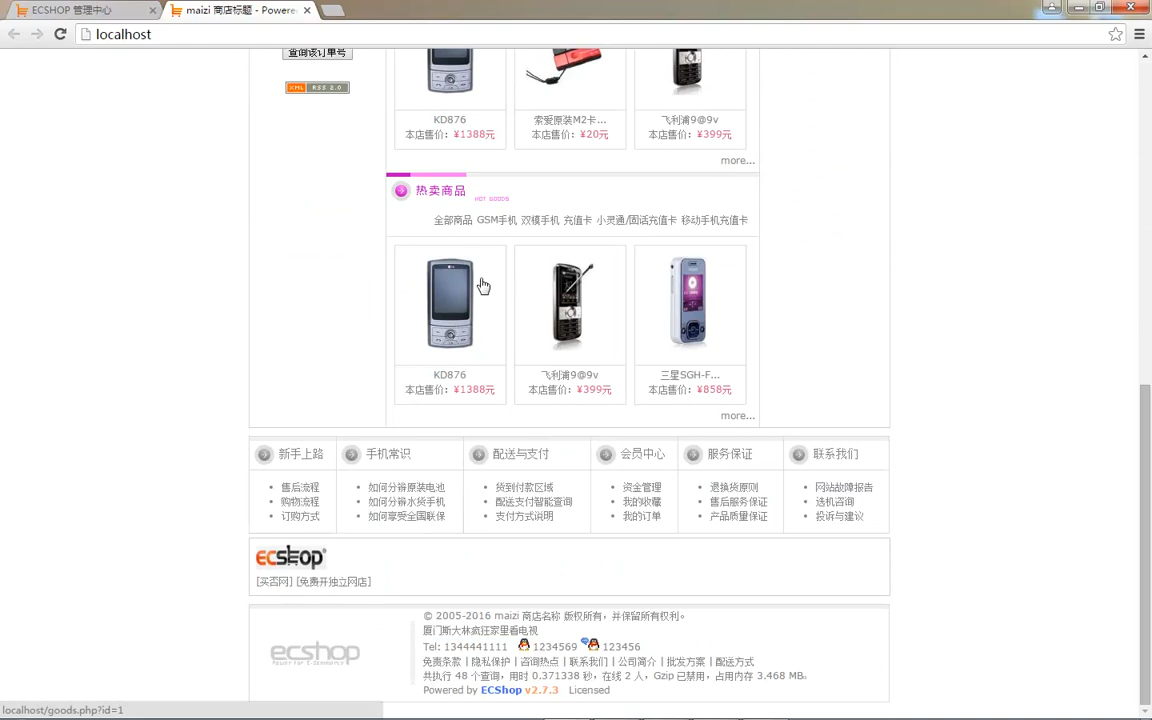 ECSHOP 管理中心
maizi 商店标题 - Power
localhost
查询该订单号
XML RSS 2.0
KD876
索爱原装M2卡...
飞利浦9@9v
本店售价：¥1388元
本店售价：¥20元
本店售价：¥399元
more...
热卖商品
HOT GOODS
全部商品 GSM手机 双模手机 充值卡 小灵通/固话充值卡 移动手机充值卡
KD876
飞利浦9@9v
三星SGH-F...
本店售价：¥1388元
本店售价：¥399元
本店售价：¥858元
more...
新手上路
手机常识
配送与支付
会员中心
服务保证
联系我们
售后流程
如何分辨原装电池
货到付款区域
资金管理
退换货原则
网站故障报告
购物流程
如何分辨水货手机
配送支付智能查询
我的收藏
售后服务保证
选机咨询
订购方式
如何享受全国联保
支付方式说明
我的订单
产品质量保证
投诉与建议
ecshop
[买否网] [免费开独立网店]
© 2005-2016 maizi 商店名称 版权所有，并保留所有权利。
厦门斯大林疯狂家里看电视
Tel: 1344441111 1234569 123456
免责条款 | 隐私保护 | 咨询热点 | 联系我们 | 公司简介 | 批发方案 | 配送方式
共执行 48 个查询，用时 0.371338 秒，在线 2 人，Gzip 已禁用，占用内存 3.468 MB。
Powered by ECShop v2.7.3 Licensed
ecshop
POWER FOR E-COMMERCE
localhost/goods.php?id=1